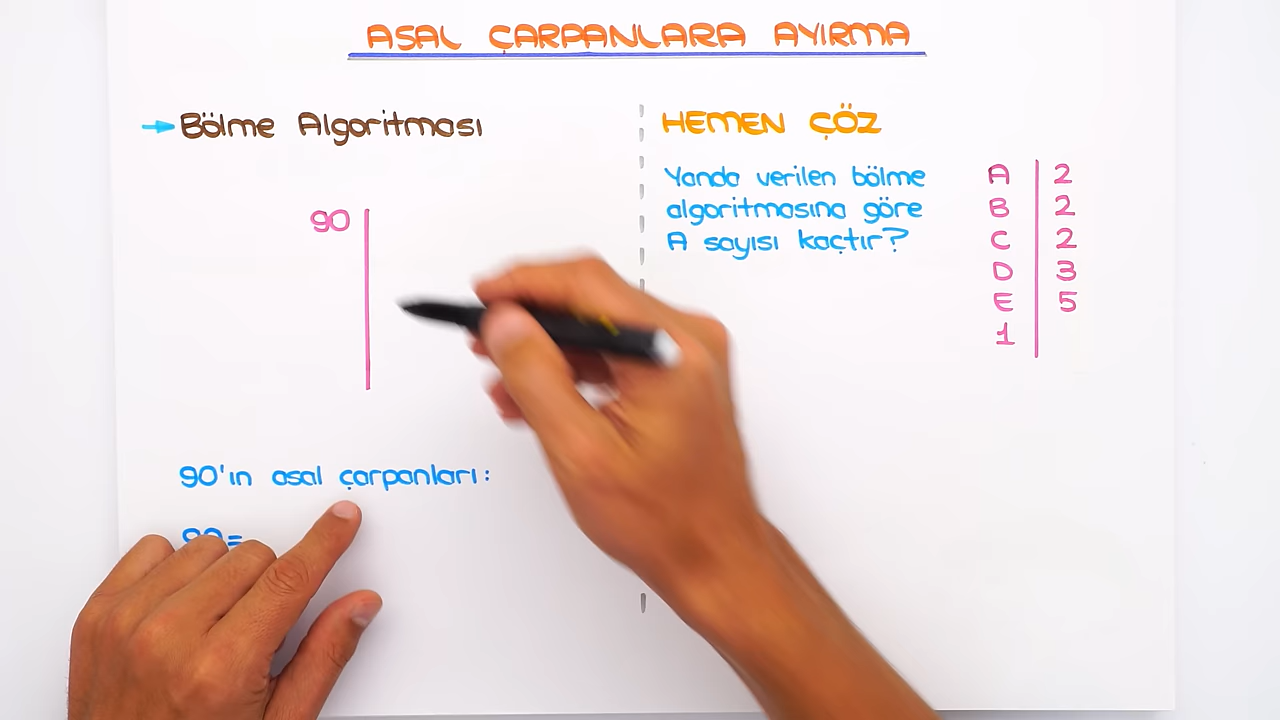 ASAL ÇARPANLARA AYIRMA
Bölme Algoritması
90
90'ın asal çarpanları:
90=
HEMEN ÇÖZ
Yanda verilen bölme
algoritmasına göre
A sayısı kaçtır?
A 2
B 2
C 2
D 3
E 5
1